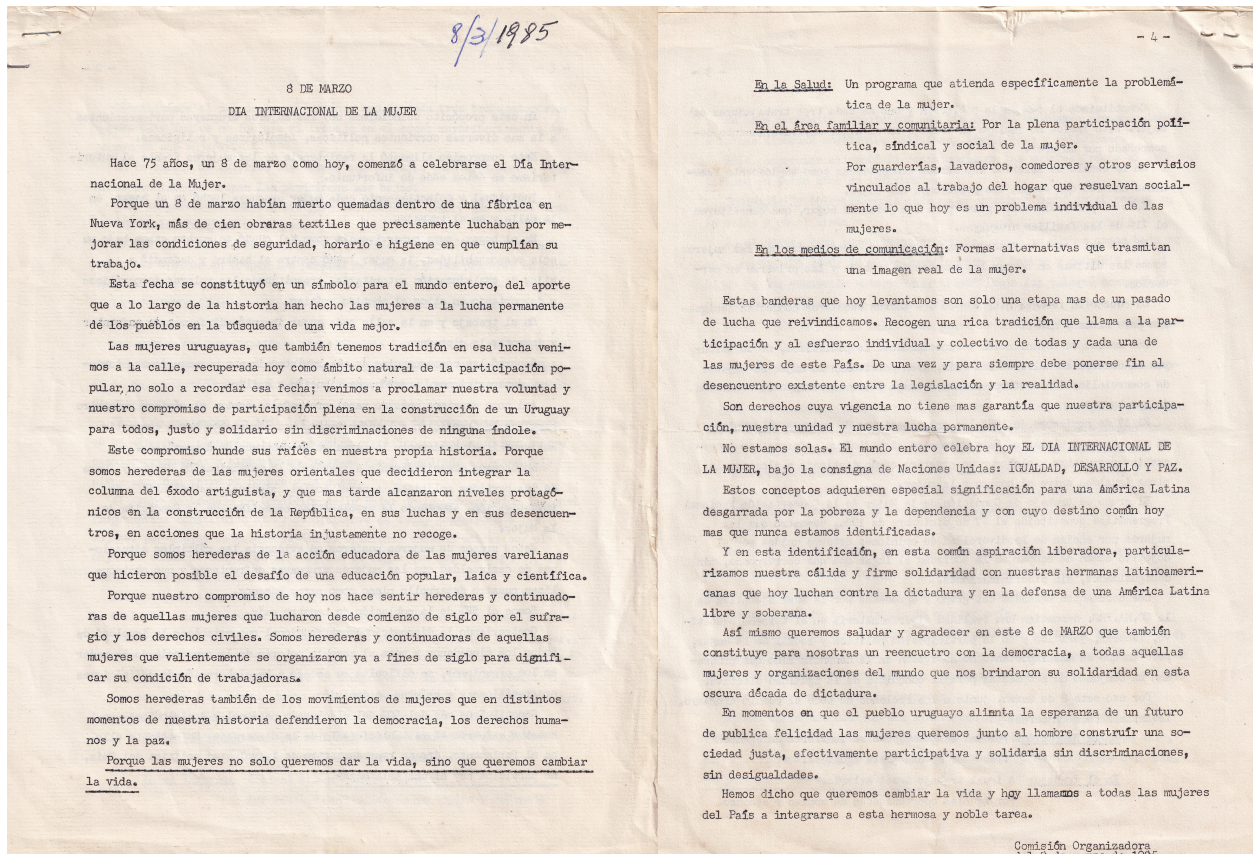 8/3/1985
8 DE MARZO
DIA INTERNACIONAL DE LA MUJER
Hace 75 años, un 8 de marzo como hoy, comenzó a celebrarse el Día Inter-
nacional de la Mujer.
Porque un 8 de marzo habían muerto quemadas dentro de una fábrica en
Nueva York, más de cien obreras textiles que precisamente luchaban por me-
jorar las condiciones de seguridad, horario e higiene en que cumplían su
trabajo.
Esta fecha se constituyó en un símbolo para el mundo entero, del aporte
que a lo largo de la historia han hecho las mujeres a la lucha permanente
de los pueblos en la búsqueda de una vida mejor.
Las mujeres uruguayas, que también tenemos tradición en esa lucha veni-
mos a la calle, recuperada hoy como ámbito natural de la participación po-
pular, no solo a recordar esa fecha; venimos a proclamar nuestra voluntad y
nuestro compromiso de participación plena en la construcción de un Uruguay
para todos, justo y solidario sin discriminaciones de ninguna índole.
Este compromiso hunde sus raíces en nuestra propia historia. Porque
somos herederas de las mujeres orientales que decidieron integrar la
columna del éxodo artiguista, y que mas tarde alcanzaron niveles protagó-
nicos en la construcción de la República, en sus luchas y en sus desencuen-
tros, en acciones que la historia injustamente no recoge.
Porque somos herederas de la acción educadora de las mujeres varelianas
que hicieron posible el desafío de una educación popular, laica y científica.
Porque nuestro compromiso de hoy nos hace sentir herederas y continuado-
ras de aquellas mujeres que lucharon desde comienzo de siglo por el sufra-
gio y los derechos civiles. Somos herederas y continuadoras de aquellas
mujeres que valientemente se organizaron ya a fines de siglo para dignifi-
car su condición de trabajadoras.
Somos herederas también de los movimientos de mujeres que en distintos
momentos de nuestra historia defendieron la democracia, los derechos huma-
nos y la paz.
Porque las mujeres no solo queremos dar la vida, sino que queremos cambiar
la vida.
- 4 -
En la Salud: Un programa que atienda específicamente la problemá-
tica de la mujer.
En el área familiar y comunitaria: Por la plena participación polí-
tica, sindical y social de la mujer.
Por guarderías, lavaderos, comedores y otros servicios
vinculados al trabajo del hogar que resuelvan social-
mente lo que hoy es un problema individual de las
mujeres.
En los medios de comunicación: Formas alternativas que trasmitan
una imagen real de la mujer.
Estas banderas que hoy levantamos son solo una etapa mas de un pasado
de lucha que reivindicamos. Recogen una rica tradición que llama a la par-
ticipación y al esfuerzo individual y colectivo de todas y cada una de
las mujeres de este País. De una vez y para siempre debe ponerse fin al
desencuentro existente entre la legislación y la realidad.
Son derechos cuya vigencia no tiene mas garantía que nuestra participa-
ción, nuestra unidad y nuestra lucha permanente.
No estamos solas. El mundo entero celebra hoy EL DIA INTERNACIONAL DE
LA MUJER, bajo la consigna de Naciones Unidas: IGUALDAD, DESARROLLO Y PAZ.
Estos conceptos adquieren especial significación para una América Latina
desgarrada por la pobreza y la dependencia y con cuyo destino común hoy
mas que nunca estamos identificadas.
Y en esta identificaión, en esta común aspiración liberadora, particula-
rizamos nuestra cálida y firme solidaridad con nuestras hermanas latinoameri-
canas que hoy luchan contra la dictadura y en la defensa de una América Latina
libre y soberana.
Así mismo queremos saludar y agradecer en este 8 de MARZO que también
constituye para nosotras un reencuetro con la democracia, a todas aquellas
mujeres y organizaciones del mundo que nos brindaron su solidaridad en esta
oscura década de dictadura.
En momentos en que el pueblo uruguayo alimnta la esperanza de un futuro
de publica felicidad las mujeres queremos junto al hombre construír una so-
ciedad justa, efectivamente participativa y solidaria sin discriminaciones,
sin desigualdades.
Hemos dicho que queremos cambiar la vida y hoy llamamos a todas las mujeres
del País a integrarse a esta hermosa y noble tarea.
Comisión Organizadora